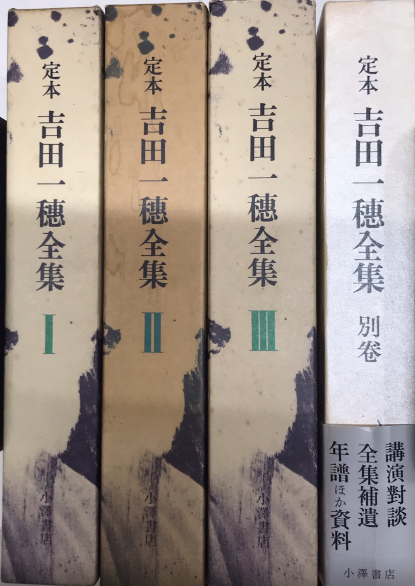 定本
吉田一穂全集
I
小澤書店
定本
吉田一穂全集
II
小澤書店
定本
吉田一穂全集
III
小澤書店
定本
吉田一穂全集
別卷
講演對談
全集補遺
年譜ほか資料
小澤書店